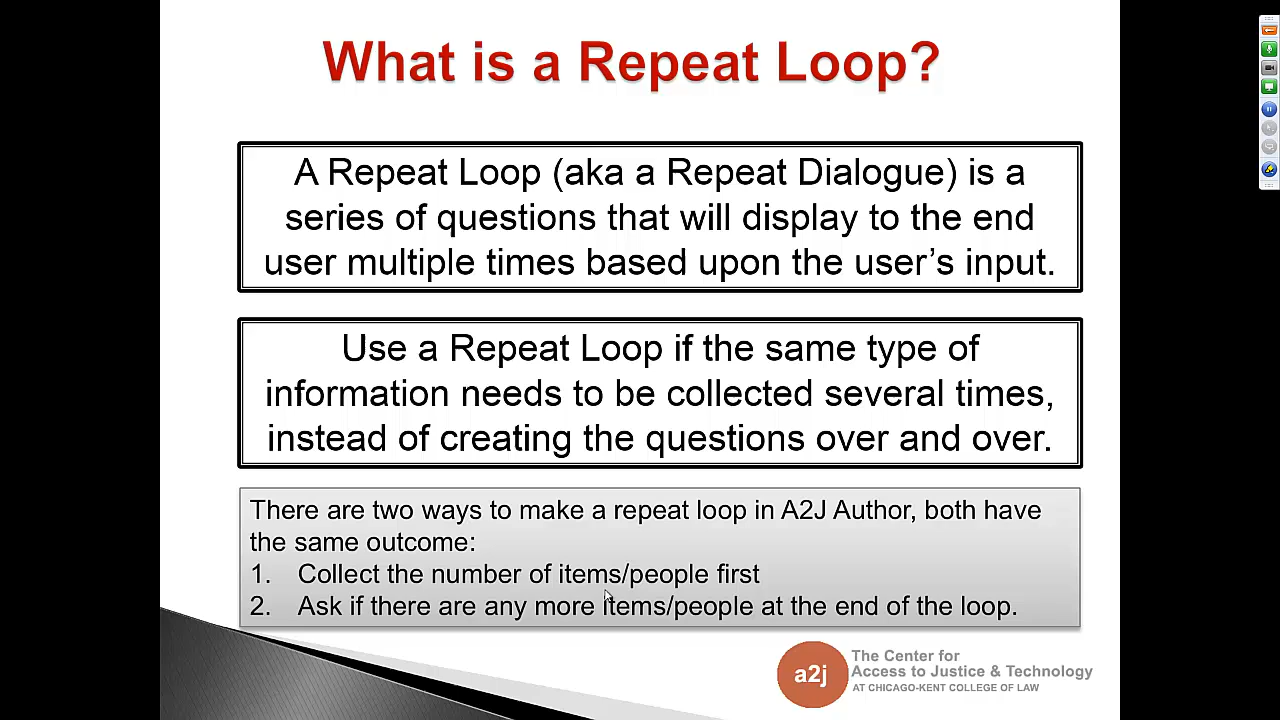 What is a Repeat Loop?
A Repeat Loop (aka a Repeat Dialogue) is a
series of questions that will display to the end
user multiple times based upon the user’s input.
Use a Repeat Loop if the same type of
information needs to be collected several times,
instead of creating the questions over and over.
There are two ways to make a repeat loop in A2J Author, both have
the same outcome:
1. Collect the number of items/people first
2. Ask if there are any more items/people at the end of the loop.
a2j
The Center for
Access to Justice & Technology
AT CHICAGO-KENT COLLEGE OF LAW